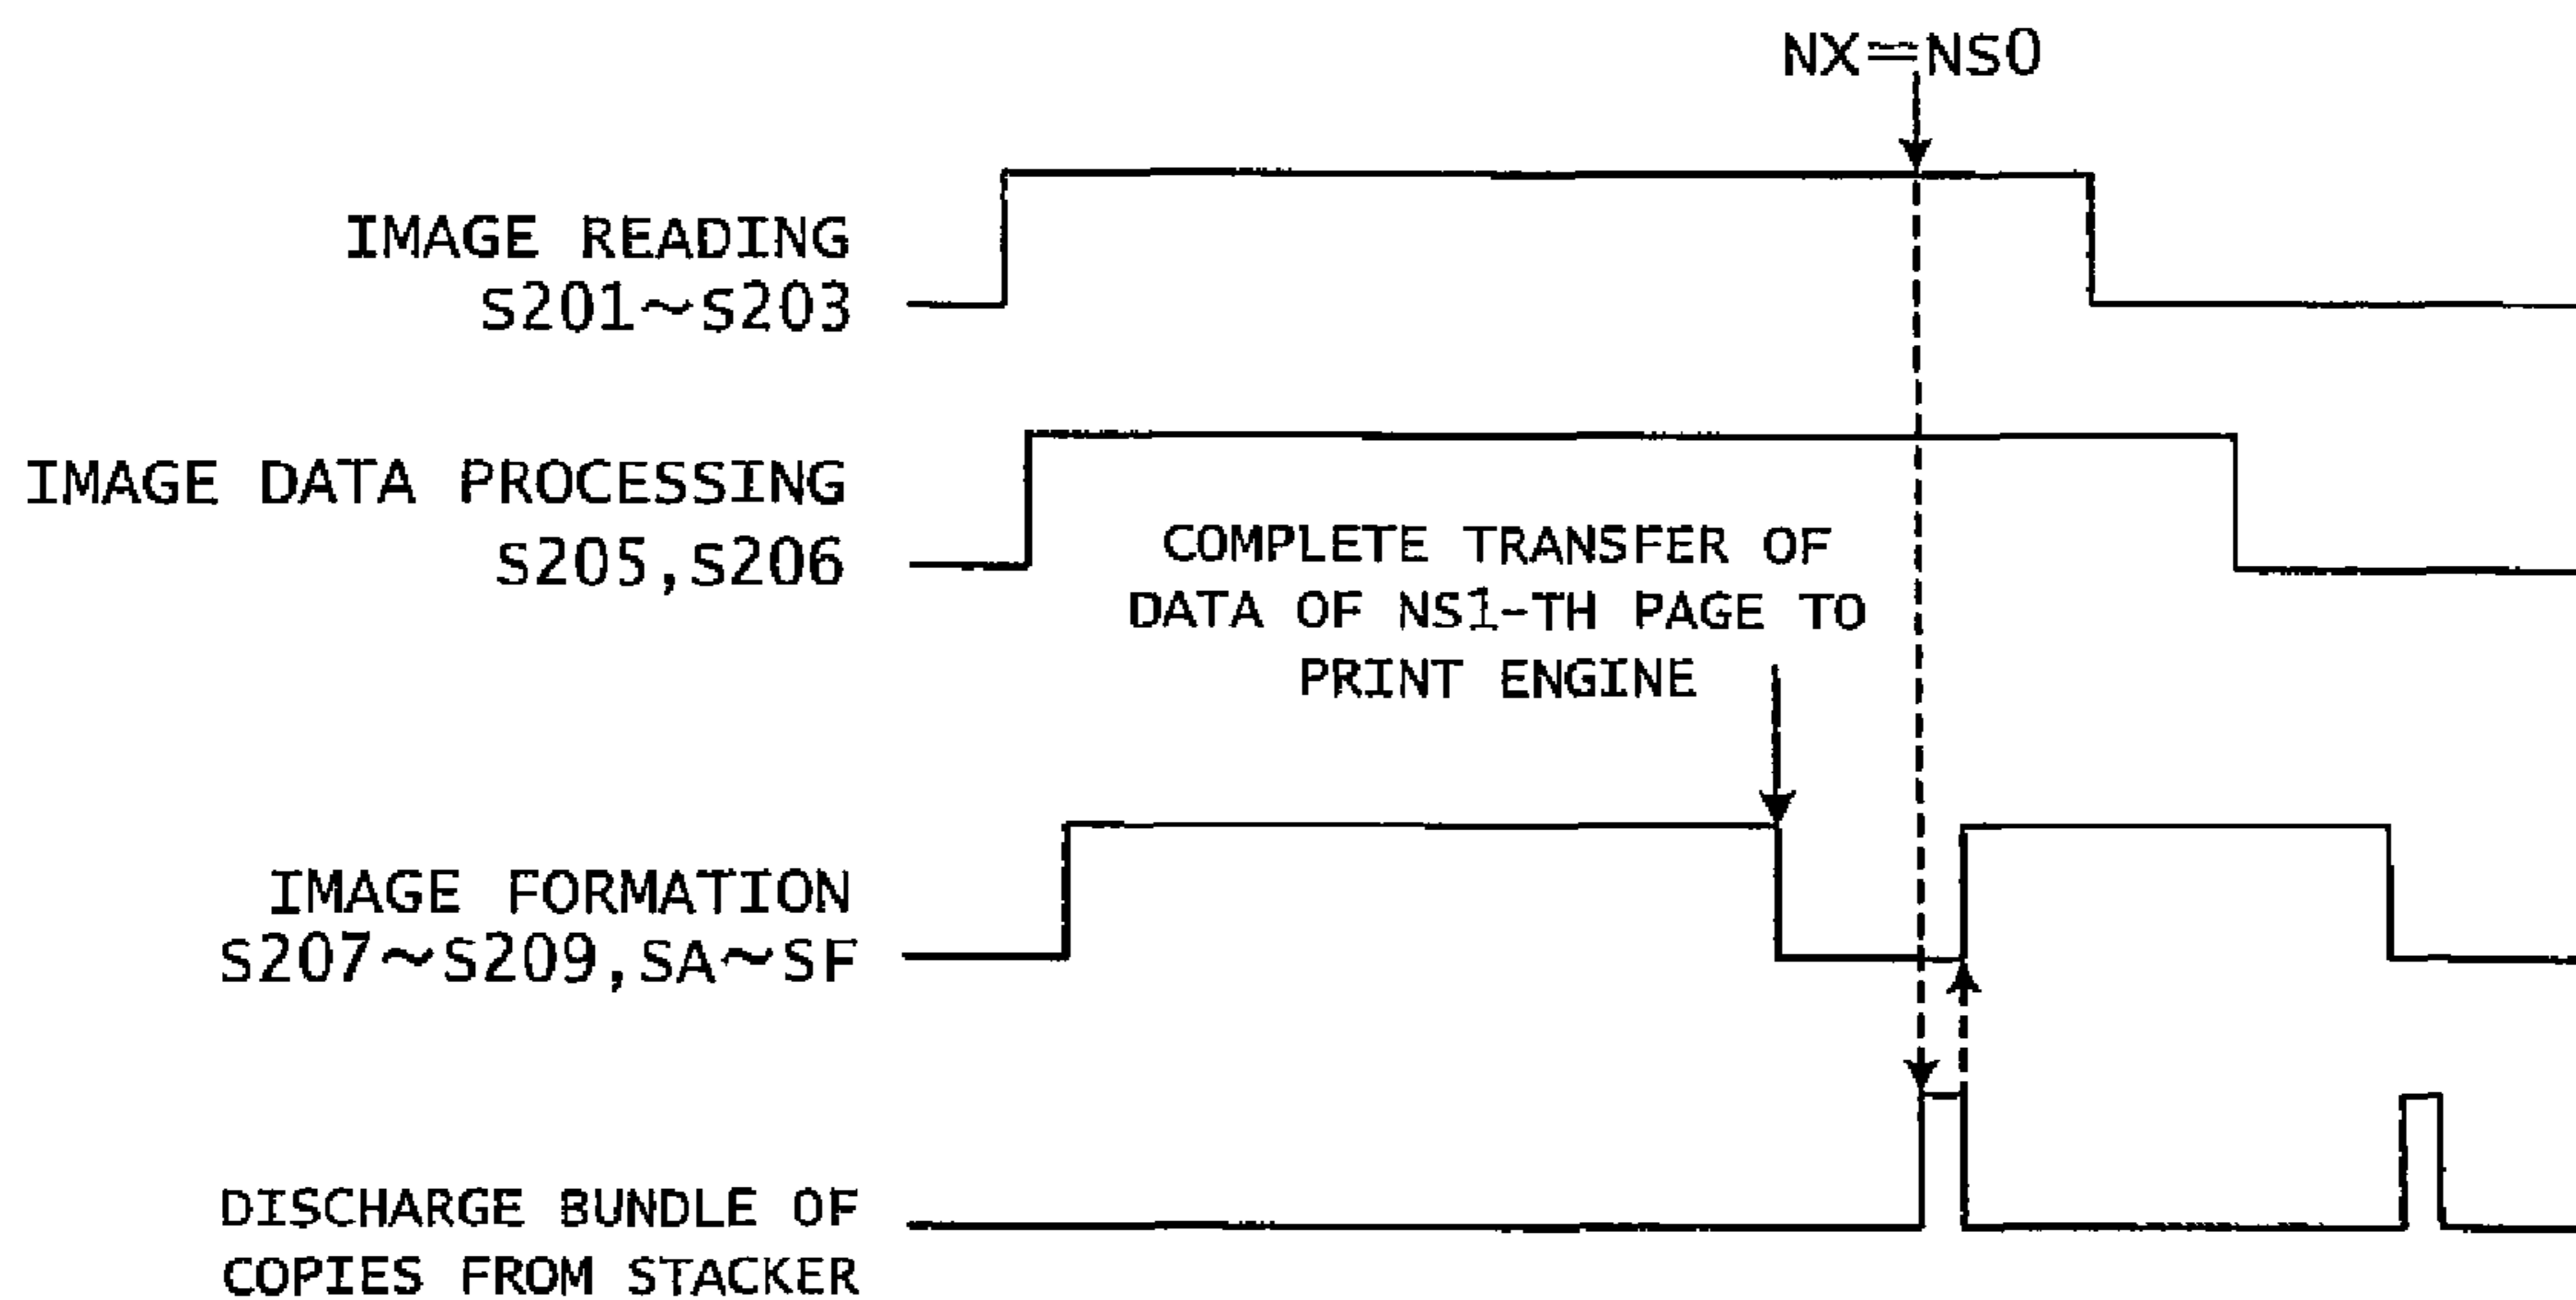 NX=NS0
IMAGE READING
S201~S203
IMAGE DATA PROCESSING
S205,S206
COMPLETE TRANSFER OF
DATA OF NS1-TH PAGE TO
PRINT ENGINE
IMAGE FORMATION
S207~S209,SA~SF
DISCHARGE BUNDLE OF
COPIES FROM STACKER